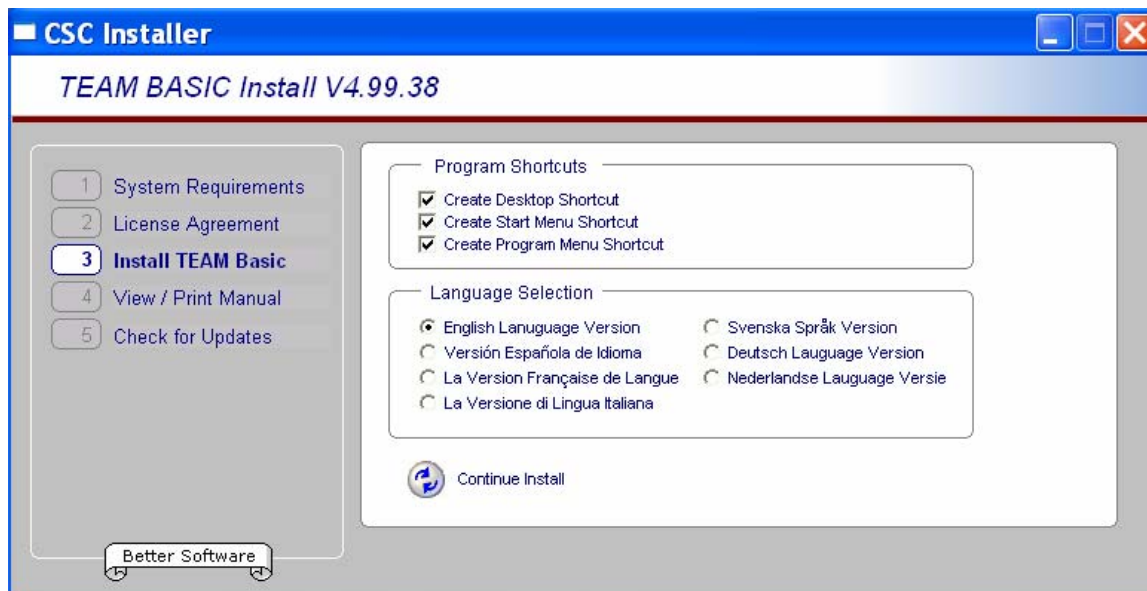 CSC Installer
TEAM BASIC Install V4.99.38
1 System Requirements
2 License Agreement
3 Install TEAM Basic
4 View / Print Manual
5 Check for Updates
Better Software
Program Shortcuts
Create Desktop Shortcut
Create Start Menu Shortcut
Create Program Menu Shortcut
Language Selection
English Lanuguage Version
Versión Española de Idioma
La Version Française de Langue
La Versione di Lingua Italiana
Svenska Språk Version
Deutsch Lauguage Version
Nederlandse Lauguage Versie
Continue Install